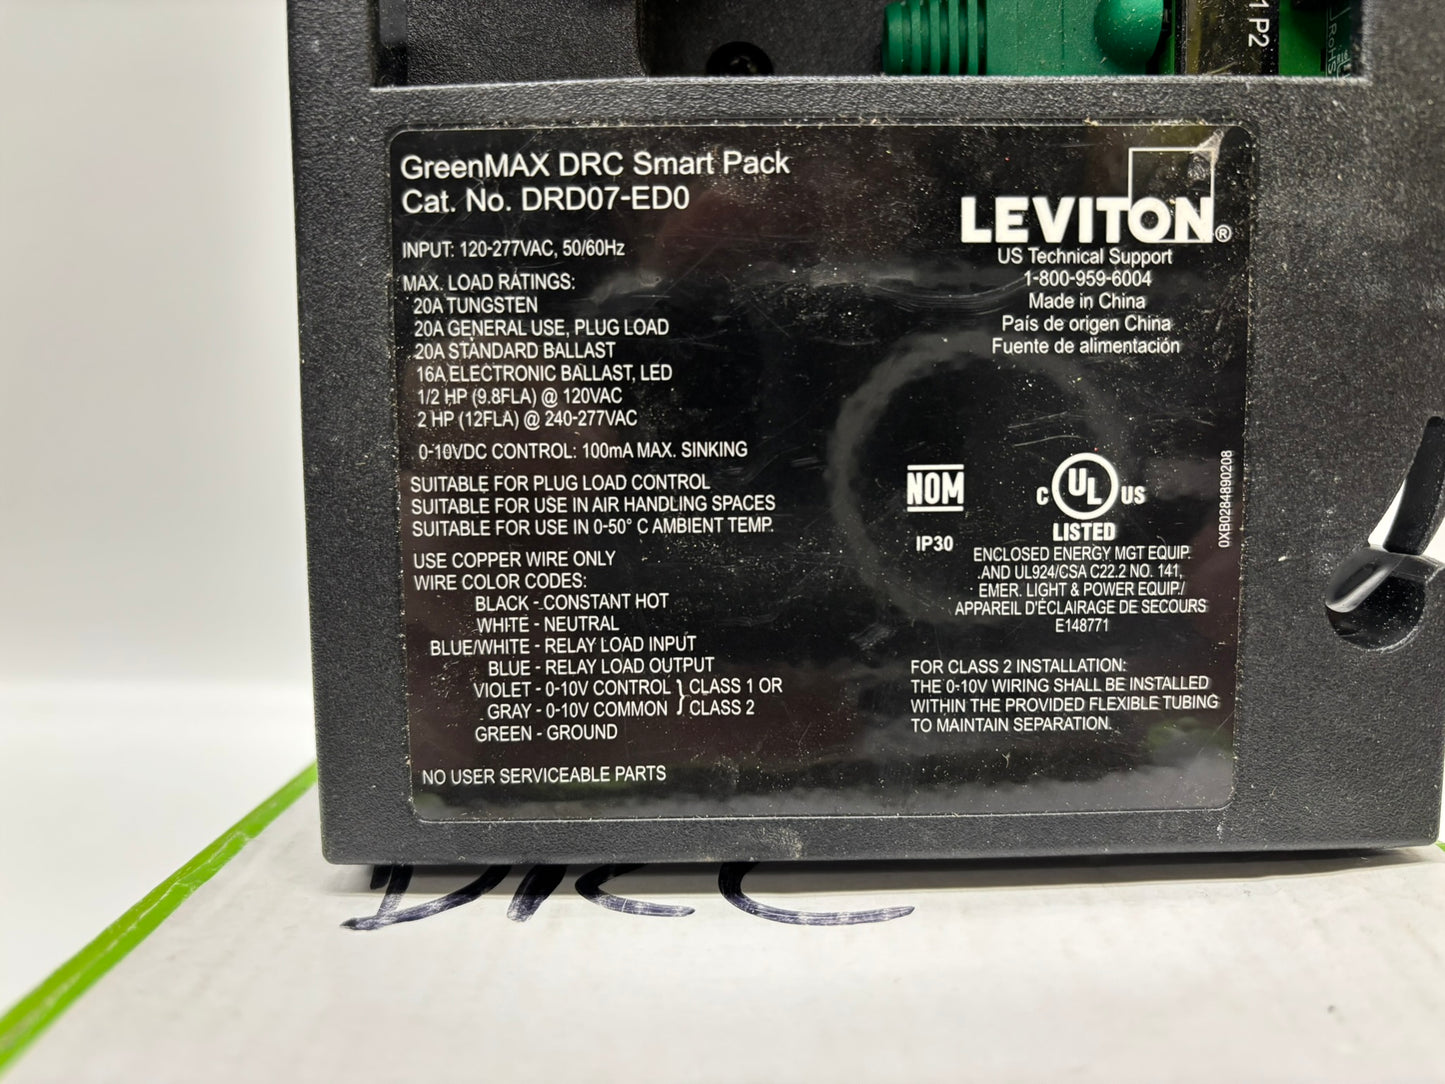 1 P2
RoHS
GreenMAX DRC Smart Pack
Cat. No. DRD07-ED0
INPUT: 120-277VAC, 50/60Hz
MAX. LOAD RATINGS:
20A TUNGSTEN
20A GENERAL USE, PLUG LOAD
20A STANDARD BALLAST
16A ELECTRONIC BALLAST, LED
1/2 HP (9.8FLA) @ 120VAC
2 HP (12FLA) @ 240-277VAC
0-10VDC CONTROL: 100mA MAX. SINKING
SUITABLE FOR PLUG LOAD CONTROL
SUITABLE FOR USE IN AIR HANDLING SPACES
SUITABLE FOR USE IN 0-50° C AMBIENT TEMP.
USE COPPER WIRE ONLY
WIRE COLOR CODES:
BLACK - CONSTANT HOT
WHITE - NEUTRAL
BLUE/WHITE - RELAY LOAD INPUT
BLUE - RELAY LOAD OUTPUT
VIOLET - 0-10V CONTROL } CLASS 1 OR
GRAY - 0-10V COMMON } CLASS 2
GREEN - GROUND
NO USER SERVICEABLE PARTS
LEVITON®
US Technical Support
1-800-959-6004
Made in China
País de origen China
Fuente de alimentación
NOM
IP30
C UL US
LISTED
ENCLOSED ENERGY MGT EQUIP.
AND UL924/CSA C22.2 NO. 141,
EMER. LIGHT & POWER EQUIP./
APPAREIL D'ÉCLAIRAGE DE SECOURS
E148771
0XB0284890208
FOR CLASS 2 INSTALLATION:
THE 0-10V WIRING SHALL BE INSTALLED
WITHIN THE PROVIDED FLEXIBLE TUBING
TO MAINTAIN SEPARATION.
DRC